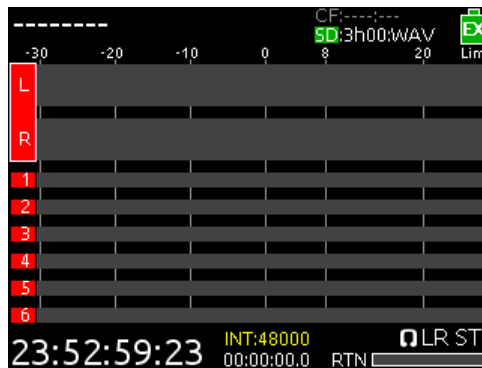 --------
CF:----:---
SD:3h00:WAV
EX
-30 -20 -10 0 8 20 Lim
L
R
1
2
3
4
5
6
23:52:59:23
INT:48000
00:00:00.0
LR ST
RTN